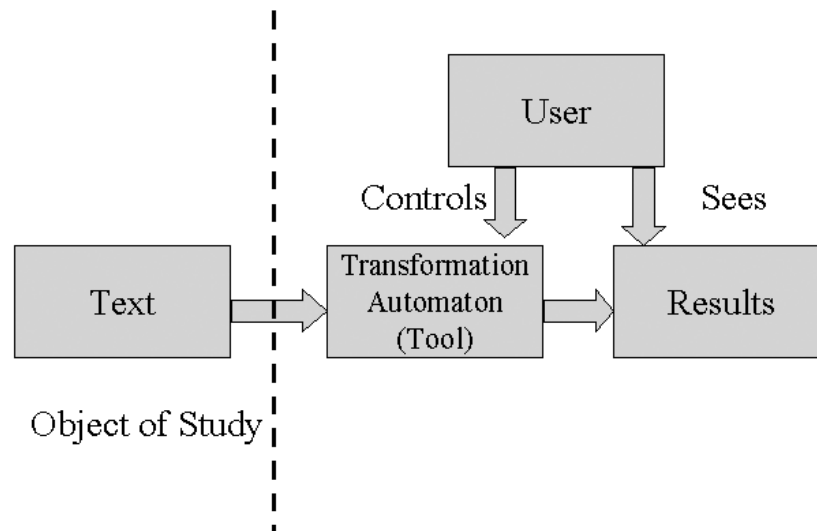 User
Controls
Sees
Text
Transformation
Automaton
(Tool)
Results
Object of Study